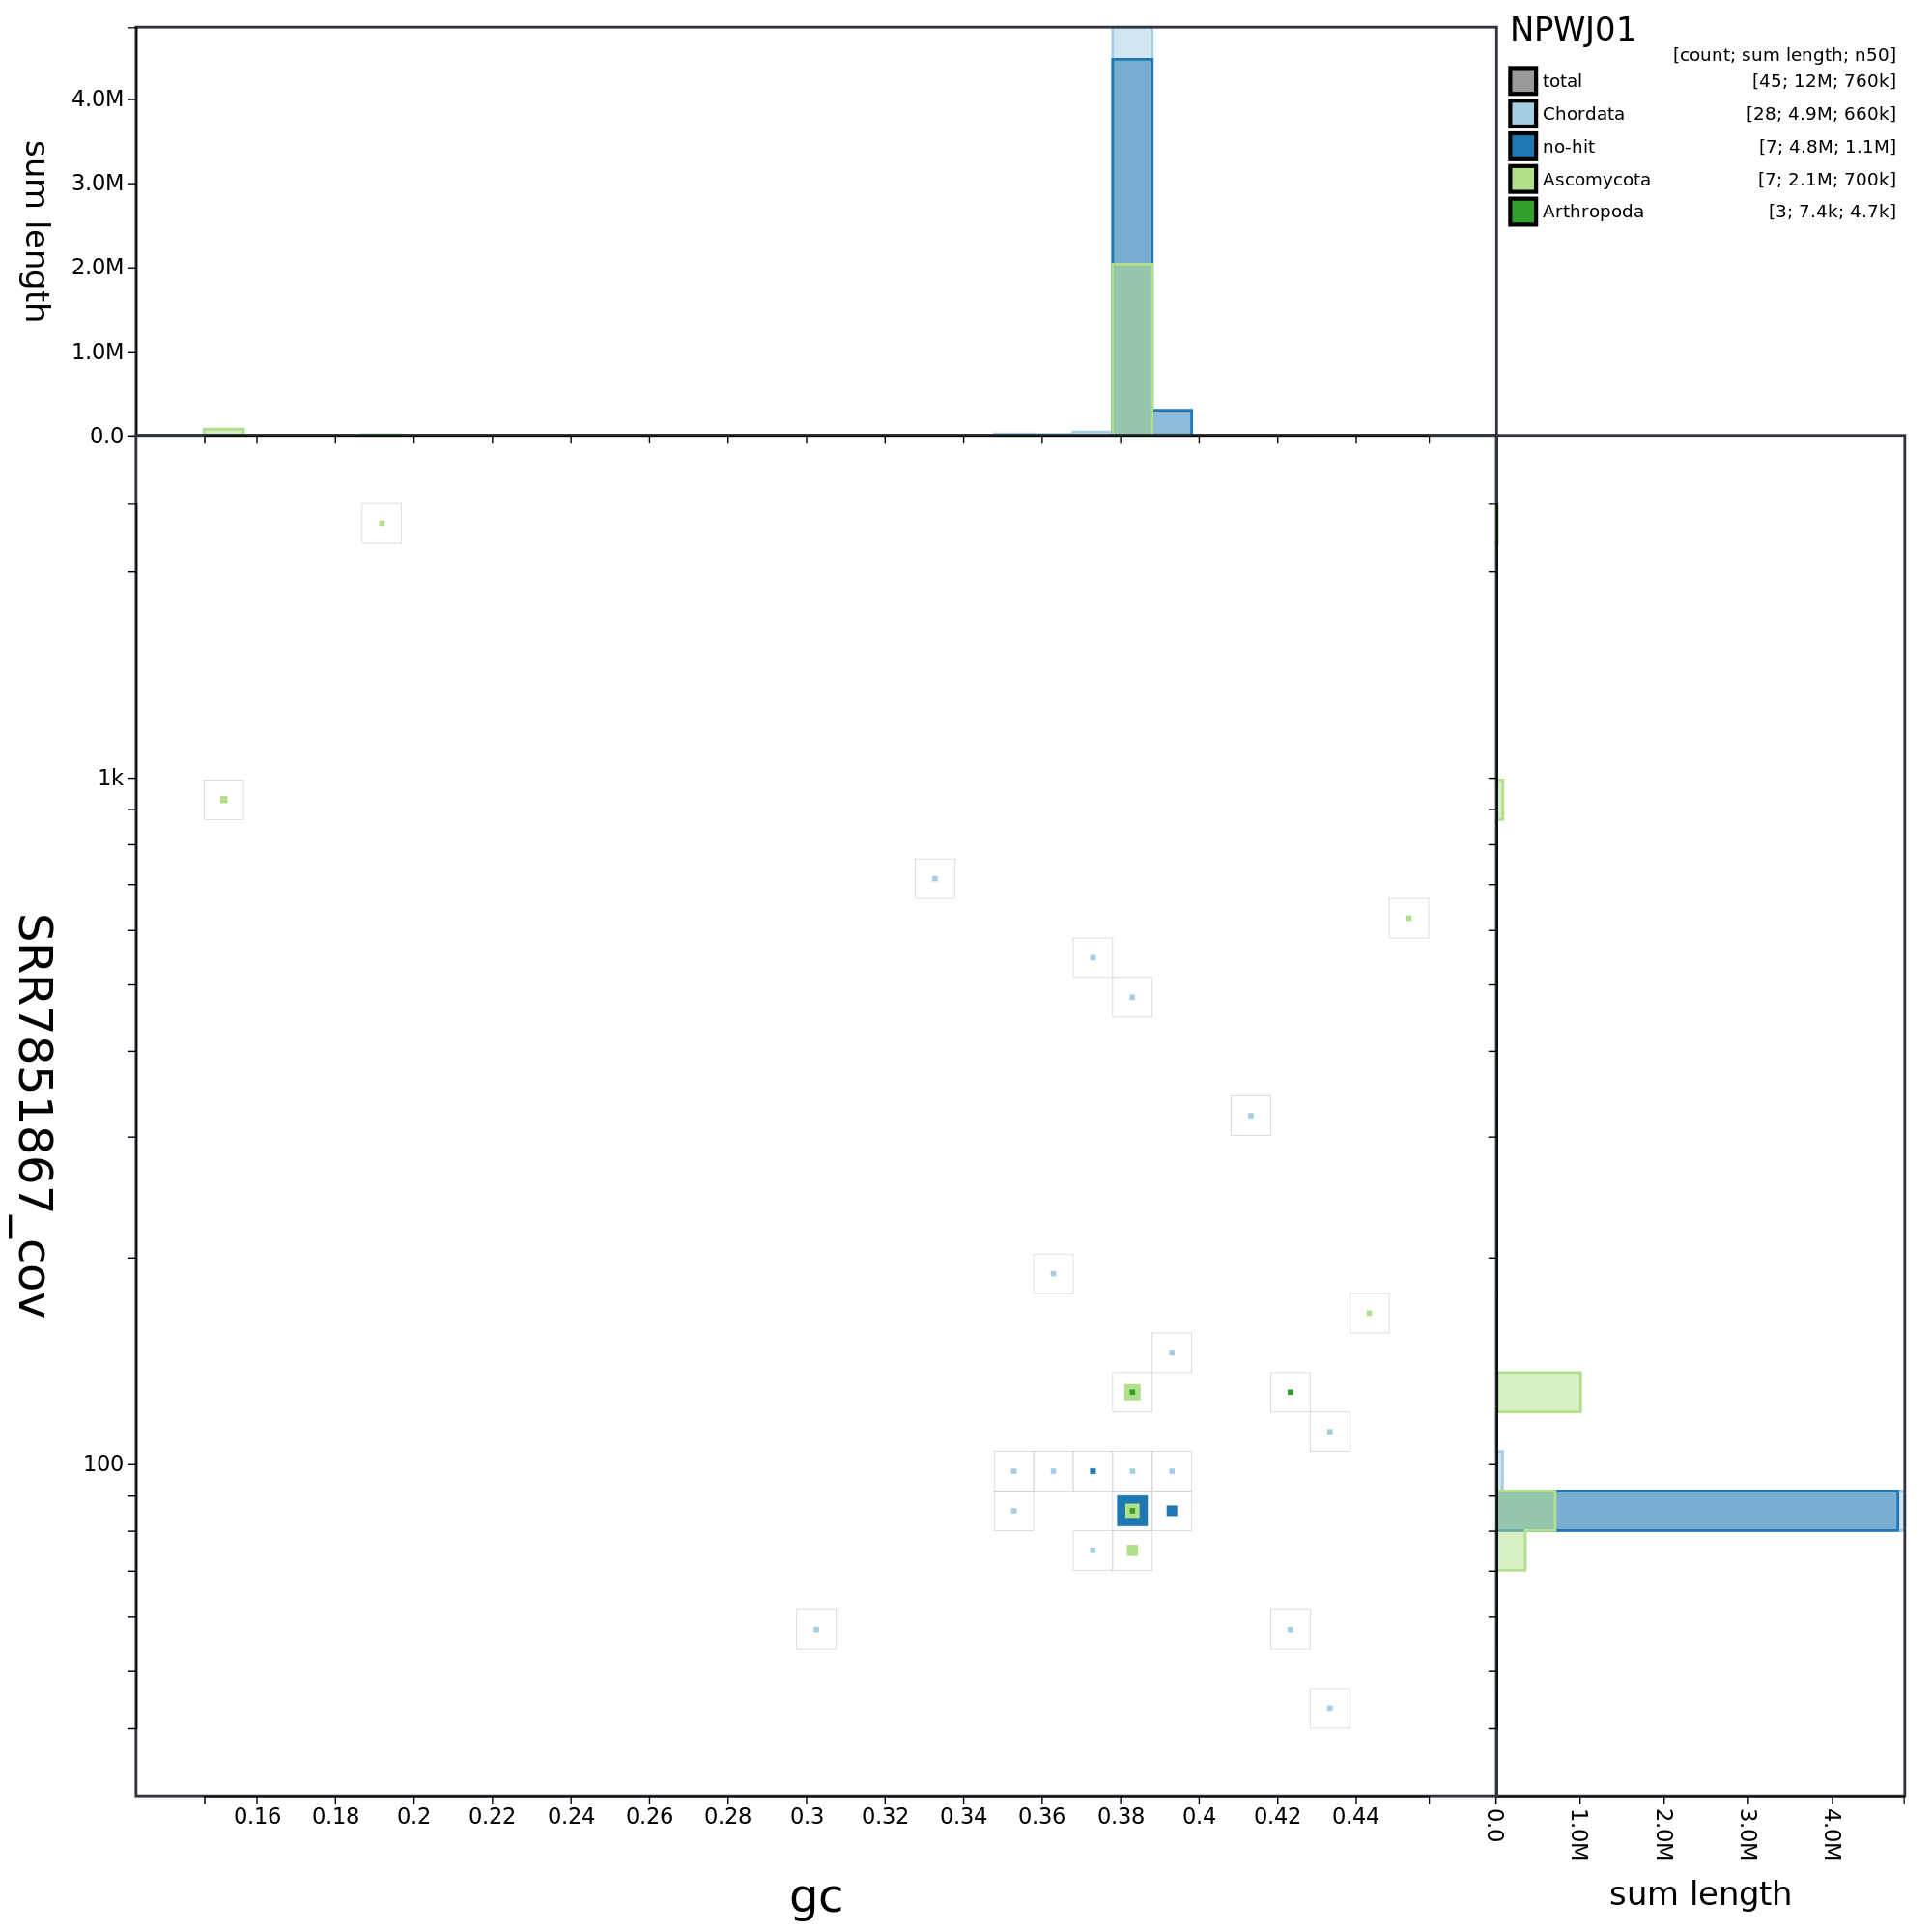 NPWJ01
[count; sum length; n50]
total [45; 12M; 760k]
Chordata [28; 4.9M; 660k]
no-hit [7; 4.8M; 1.1M]
Ascomycota [7; 2.1M; 700k]
Arthropoda [3; 7.4k; 4.7k]
sum length
4.0M
3.0M
2.0M
1.0M
0.0
SRR7851867_cov
1k
100
0.16 0.18 0.2 0.22 0.24 0.26 0.28 0.3 0.32 0.34 0.36 0.38 0.4 0.42 0.44
gc
0.0 1.0M 2.0M 3.0M 4.0M
sum length